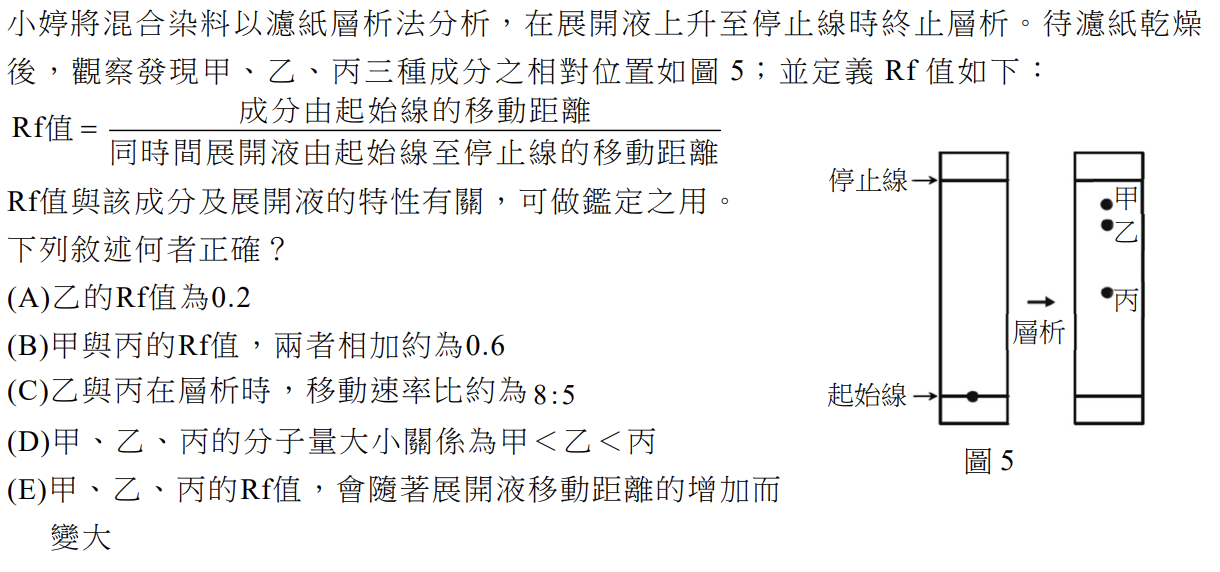 小婷將混合染料以濾紙層析法分析，在展開液上升至停止線時終止層析。待濾紙乾燥
後，觀察發現甲、乙、丙三種成分之相對位置如圖 5；並定義 Rf 值如下：
Rf值 = 成分由起始線的移動距離
同時間展開液由起始線至停止線的移動距離
Rf值與該成分及展開液的特性有關，可做鑑定之用。
下列敘述何者正確？
(A)乙的Rf值為0.2
(B)甲與丙的Rf值，兩者相加約為0.6
(C)乙與丙在層析時，移動速率比約為8:5
(D)甲、乙、丙的分子量大小關係為甲＜乙＜丙
(E)甲、乙、丙的Rf值，會隨著展開液移動距離的增加而
變大
停止線
甲
乙
丙
層析
起始線
圖 5